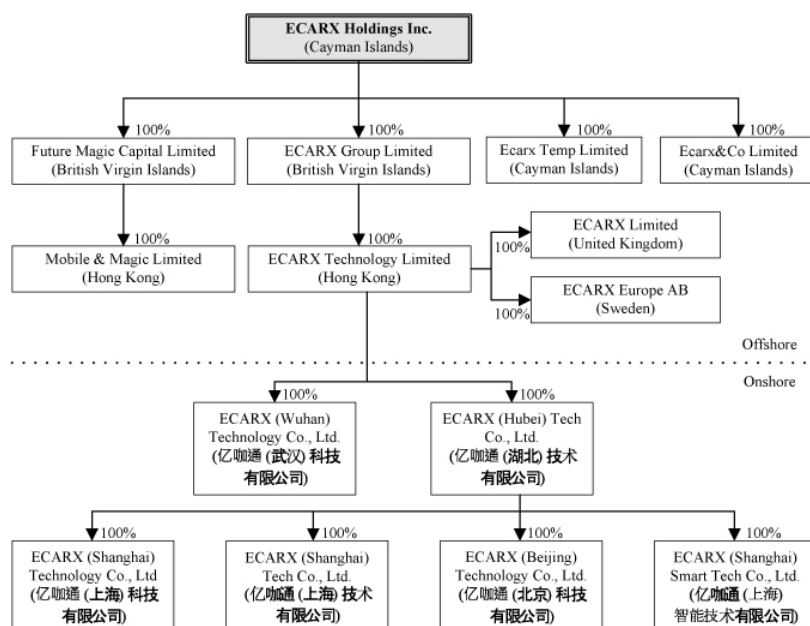 ECARX Holdings Inc.
(Cayman Islands)
100%
100%
100%
100%
Future Magic Capital Limited
(British Virgin Islands)
ECARX Group Limited
(British Virgin Islands)
Ecarx Temp Limited
(Cayman Islands)
Ecarx&Co Limited
(Cayman Islands)
100%
100%
Mobile & Magic Limited
(Hong Kong)
ECARX Technology Limited
(Hong Kong)
100%
ECARX Limited
(United Kingdom)
100%
ECARX Europe AB
(Sweden)
Offshore
Onshore
100%
100%
ECARX (Wuhan)
Technology Co., Ltd.
(亿咖通 (武汉) 科技
有限公司)
ECARX (Hubei) Tech
Co., Ltd.
(亿咖通 (湖北) 技术
有限公司)
100%
100%
100%
100%
ECARX (Shanghai)
Technology Co., Ltd
(亿咖通 (上海) 科技
有限公司)
ECARX (Shanghai)
Tech Co., Ltd.
(亿咖通 (上海) 技术
有限公司)
ECARX (Beijing)
Technology Co., Ltd.
(亿咖通 (北京) 科技
有限公司)
ECARX (Shanghai)
Smart Tech Co., Ltd.
(亿咖通 (上海)
智能技术有限公司)